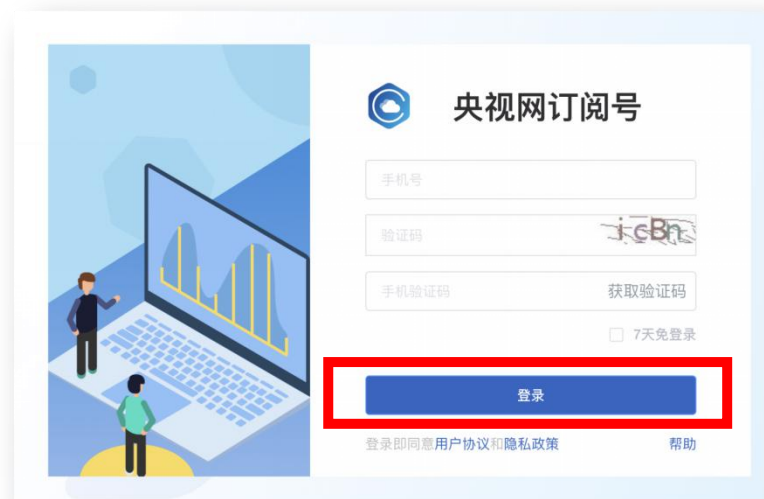 央视网订阅号
手机号
验证码 icBn
手机验证码 获取验证码
7天免登录
登录
登录即同意用户协议和隐私政策 帮助